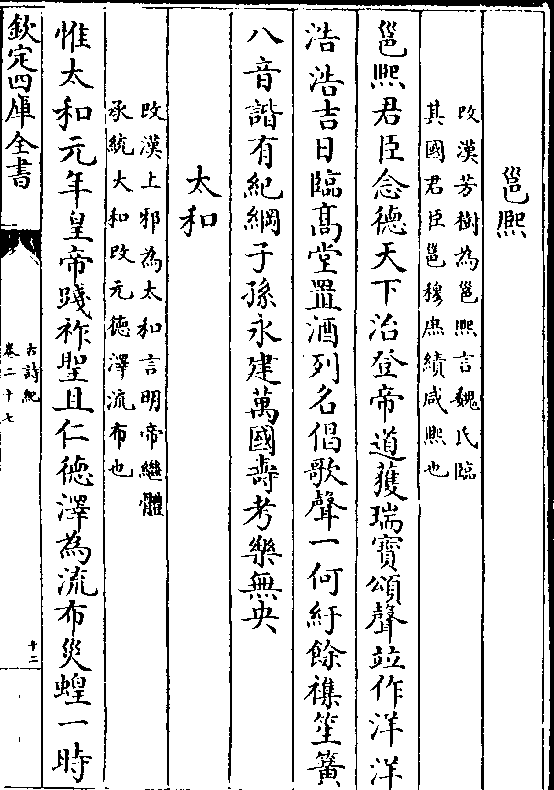 邕熙
改漢芳樹為邕熙言魏氏臨
其國君臣邕穆庶績咸熙也
邕熙君臣念德天下治登帝道獲瑞寶頌聲並作洋洋
浩浩吉日臨髙堂置酒列名倡歌聲一何紆餘襍笙簧
八音諧有紀綱子孫永建萬國壽考樂無央
太和
改漢上邪為太和言明帝繼體
承統太和改元德澤流布也
惟太和元年皇帝踐祚聖且仁德澤為流布災蝗一時
欽定四庫全書
古詩紀
卷二十七
十二